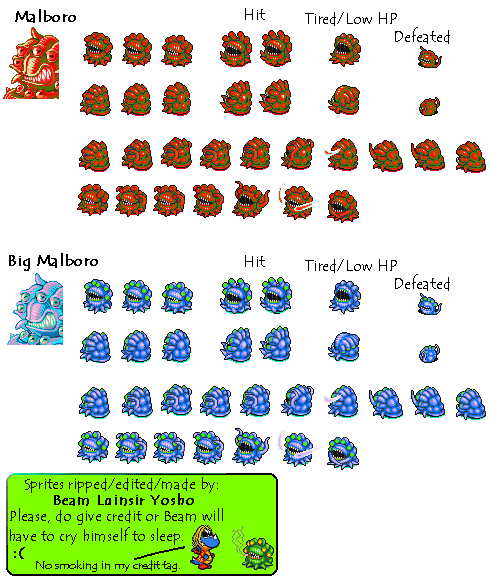 Malboro
Hit
Tired/Low HP
Defeated
Big Malboro
Hit
Tired/Low HP
Defeated
Sprites ripped/edited/made by:
Beam Luinsir Yosho
Please, do give credit or Beam will
have to cry himself to sleep.
:(
No smoking in my credit tag.